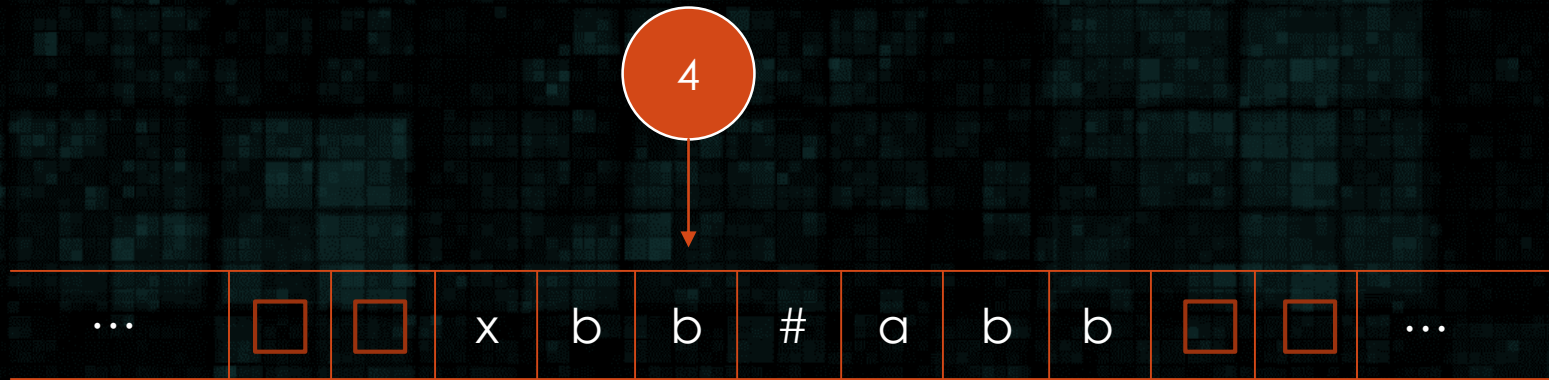 4
... □ □ x b b # a b b □ □ ...